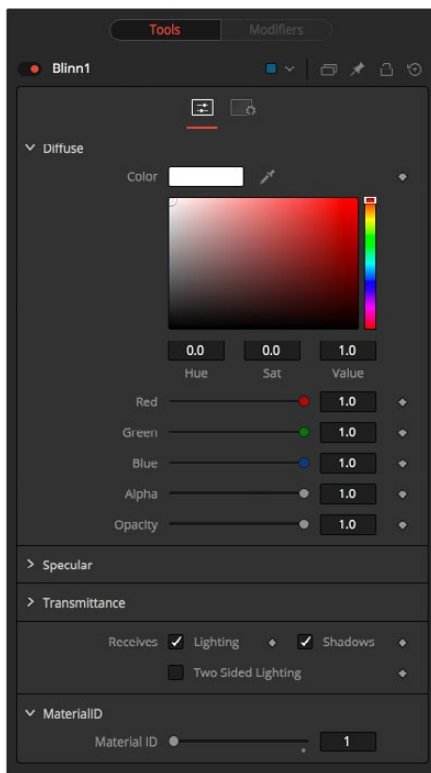 Tools Modifiers
Blinn1
Diffuse
Color
0.0 0.0 1.0
Hue Sat Value
Red 1.0
Green 1.0
Blue 1.0
Alpha 1.0
Opacity 1.0
Specular
Transmittance
Receives Lighting Shadows
Two Sided Lighting
MaterialID
Material ID 1